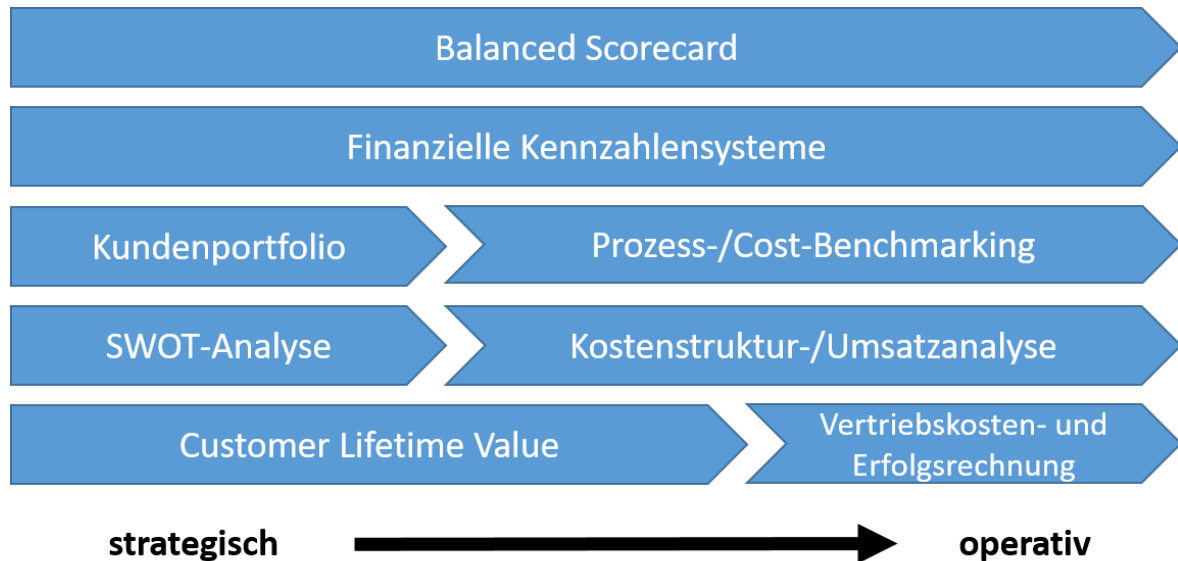 Balanced Scorecard
Finanzielle Kennzahlensysteme
Kundenportfolio
Prozess-/Cost-Benchmarking
SWOT-Analyse
Kostenstruktur-/Umsatzanalyse
Customer Lifetime Value
Vertriebskosten- und
Erfolgsrechnung
strategisch
operativ